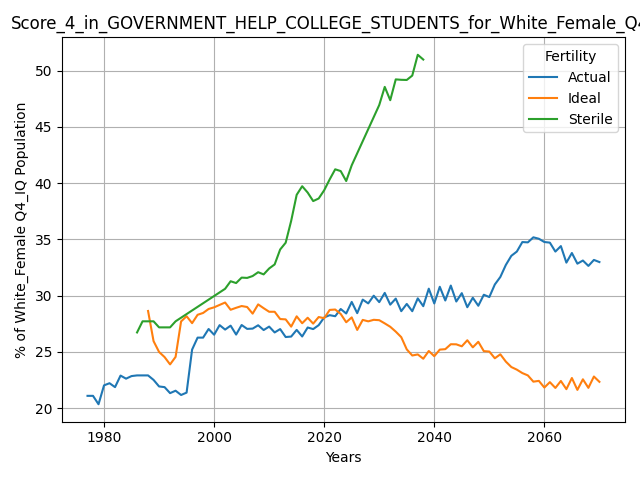 Score_4_in_GOVERNMENT_HELP_COLLEGE_STUDENTS_for_White_Female_Q4
% of White_Female Q4_IQ Population
50
45
40
35
30
25
20
Fertility
Actual
Ideal
Sterile
1980
2000
2020
2040
2060
Years